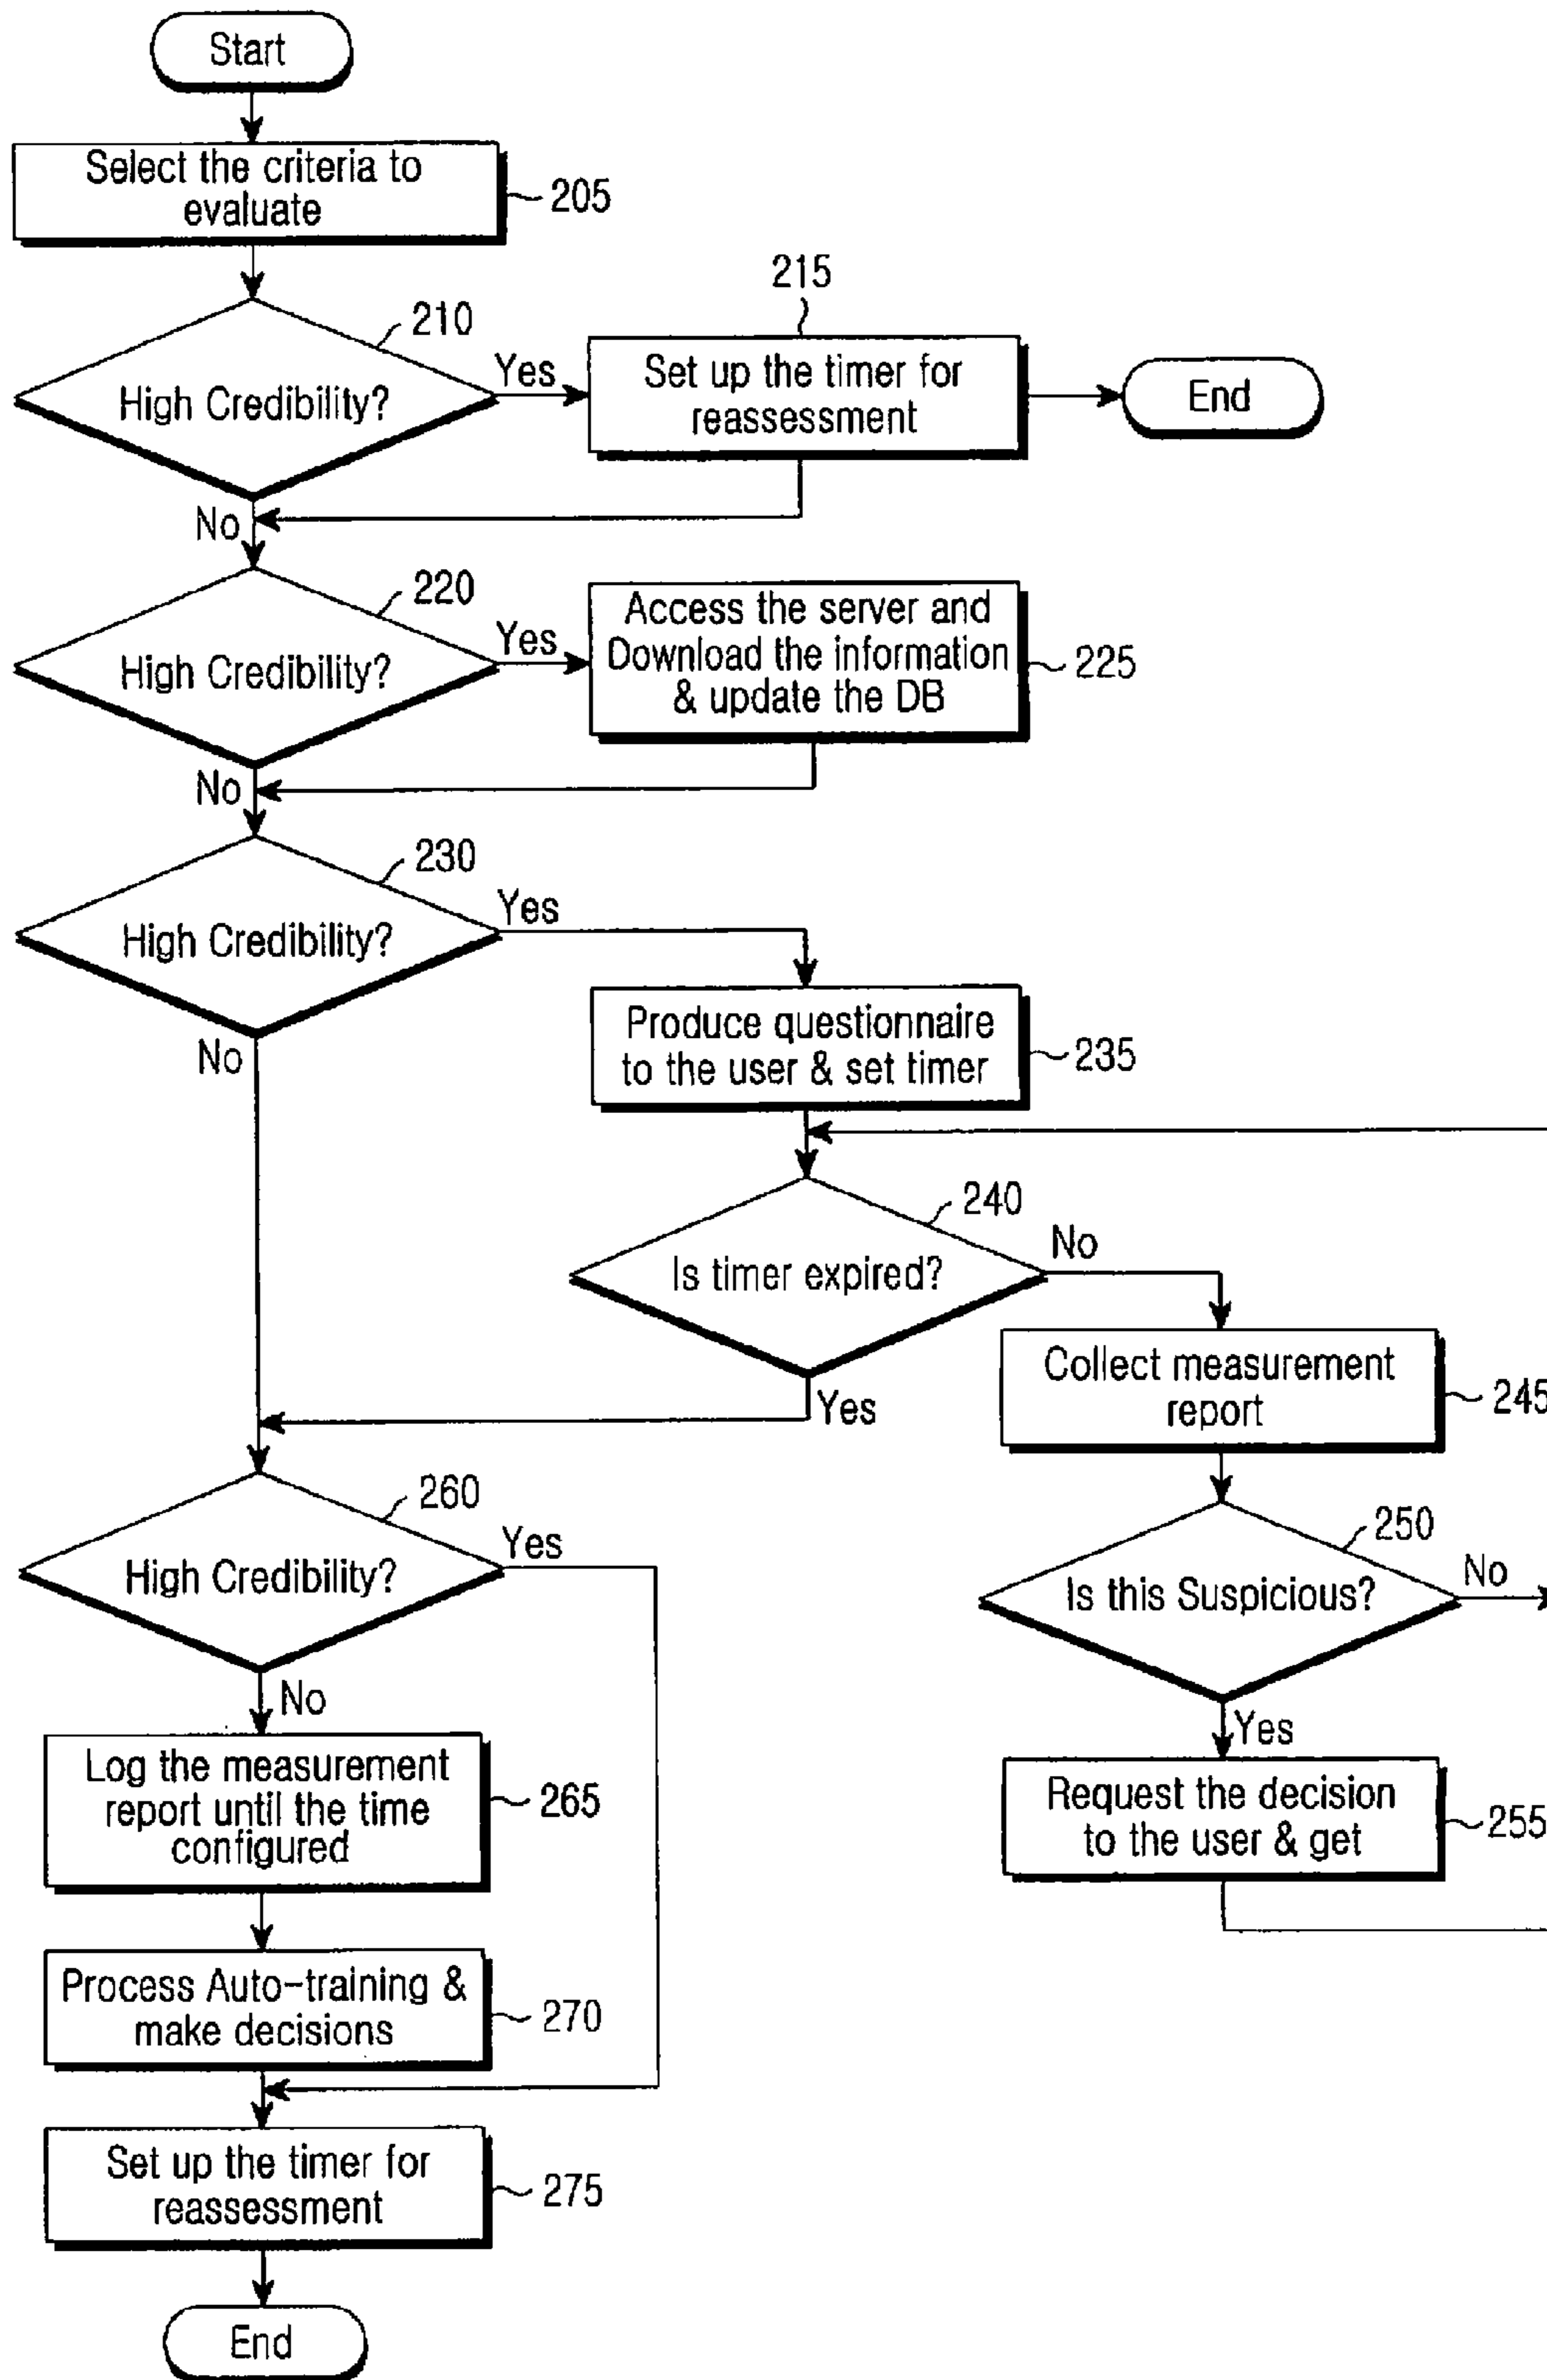 Start
Select the criteria to
evaluate
205
210
High Credibility?
Yes
215
Set up the timer for
reassessment
End
No
220
High Credibility?
Yes
Access the server and
Download the information
& update the DB
225
No
230
High Credibility?
Yes
No
Produce questionnaire
to the user & set timer
235
240
Is timer expired?
No
Yes
Collect measurement
report
245
250
Is this Suspicious?
No
Yes
Request the decision
to the user & get
255
260
High Credibility?
Yes
No
Log the measurement
report until the time
configured
265
Process Auto-training &
make decisions
270
Set up the timer for
reassessment
275
End